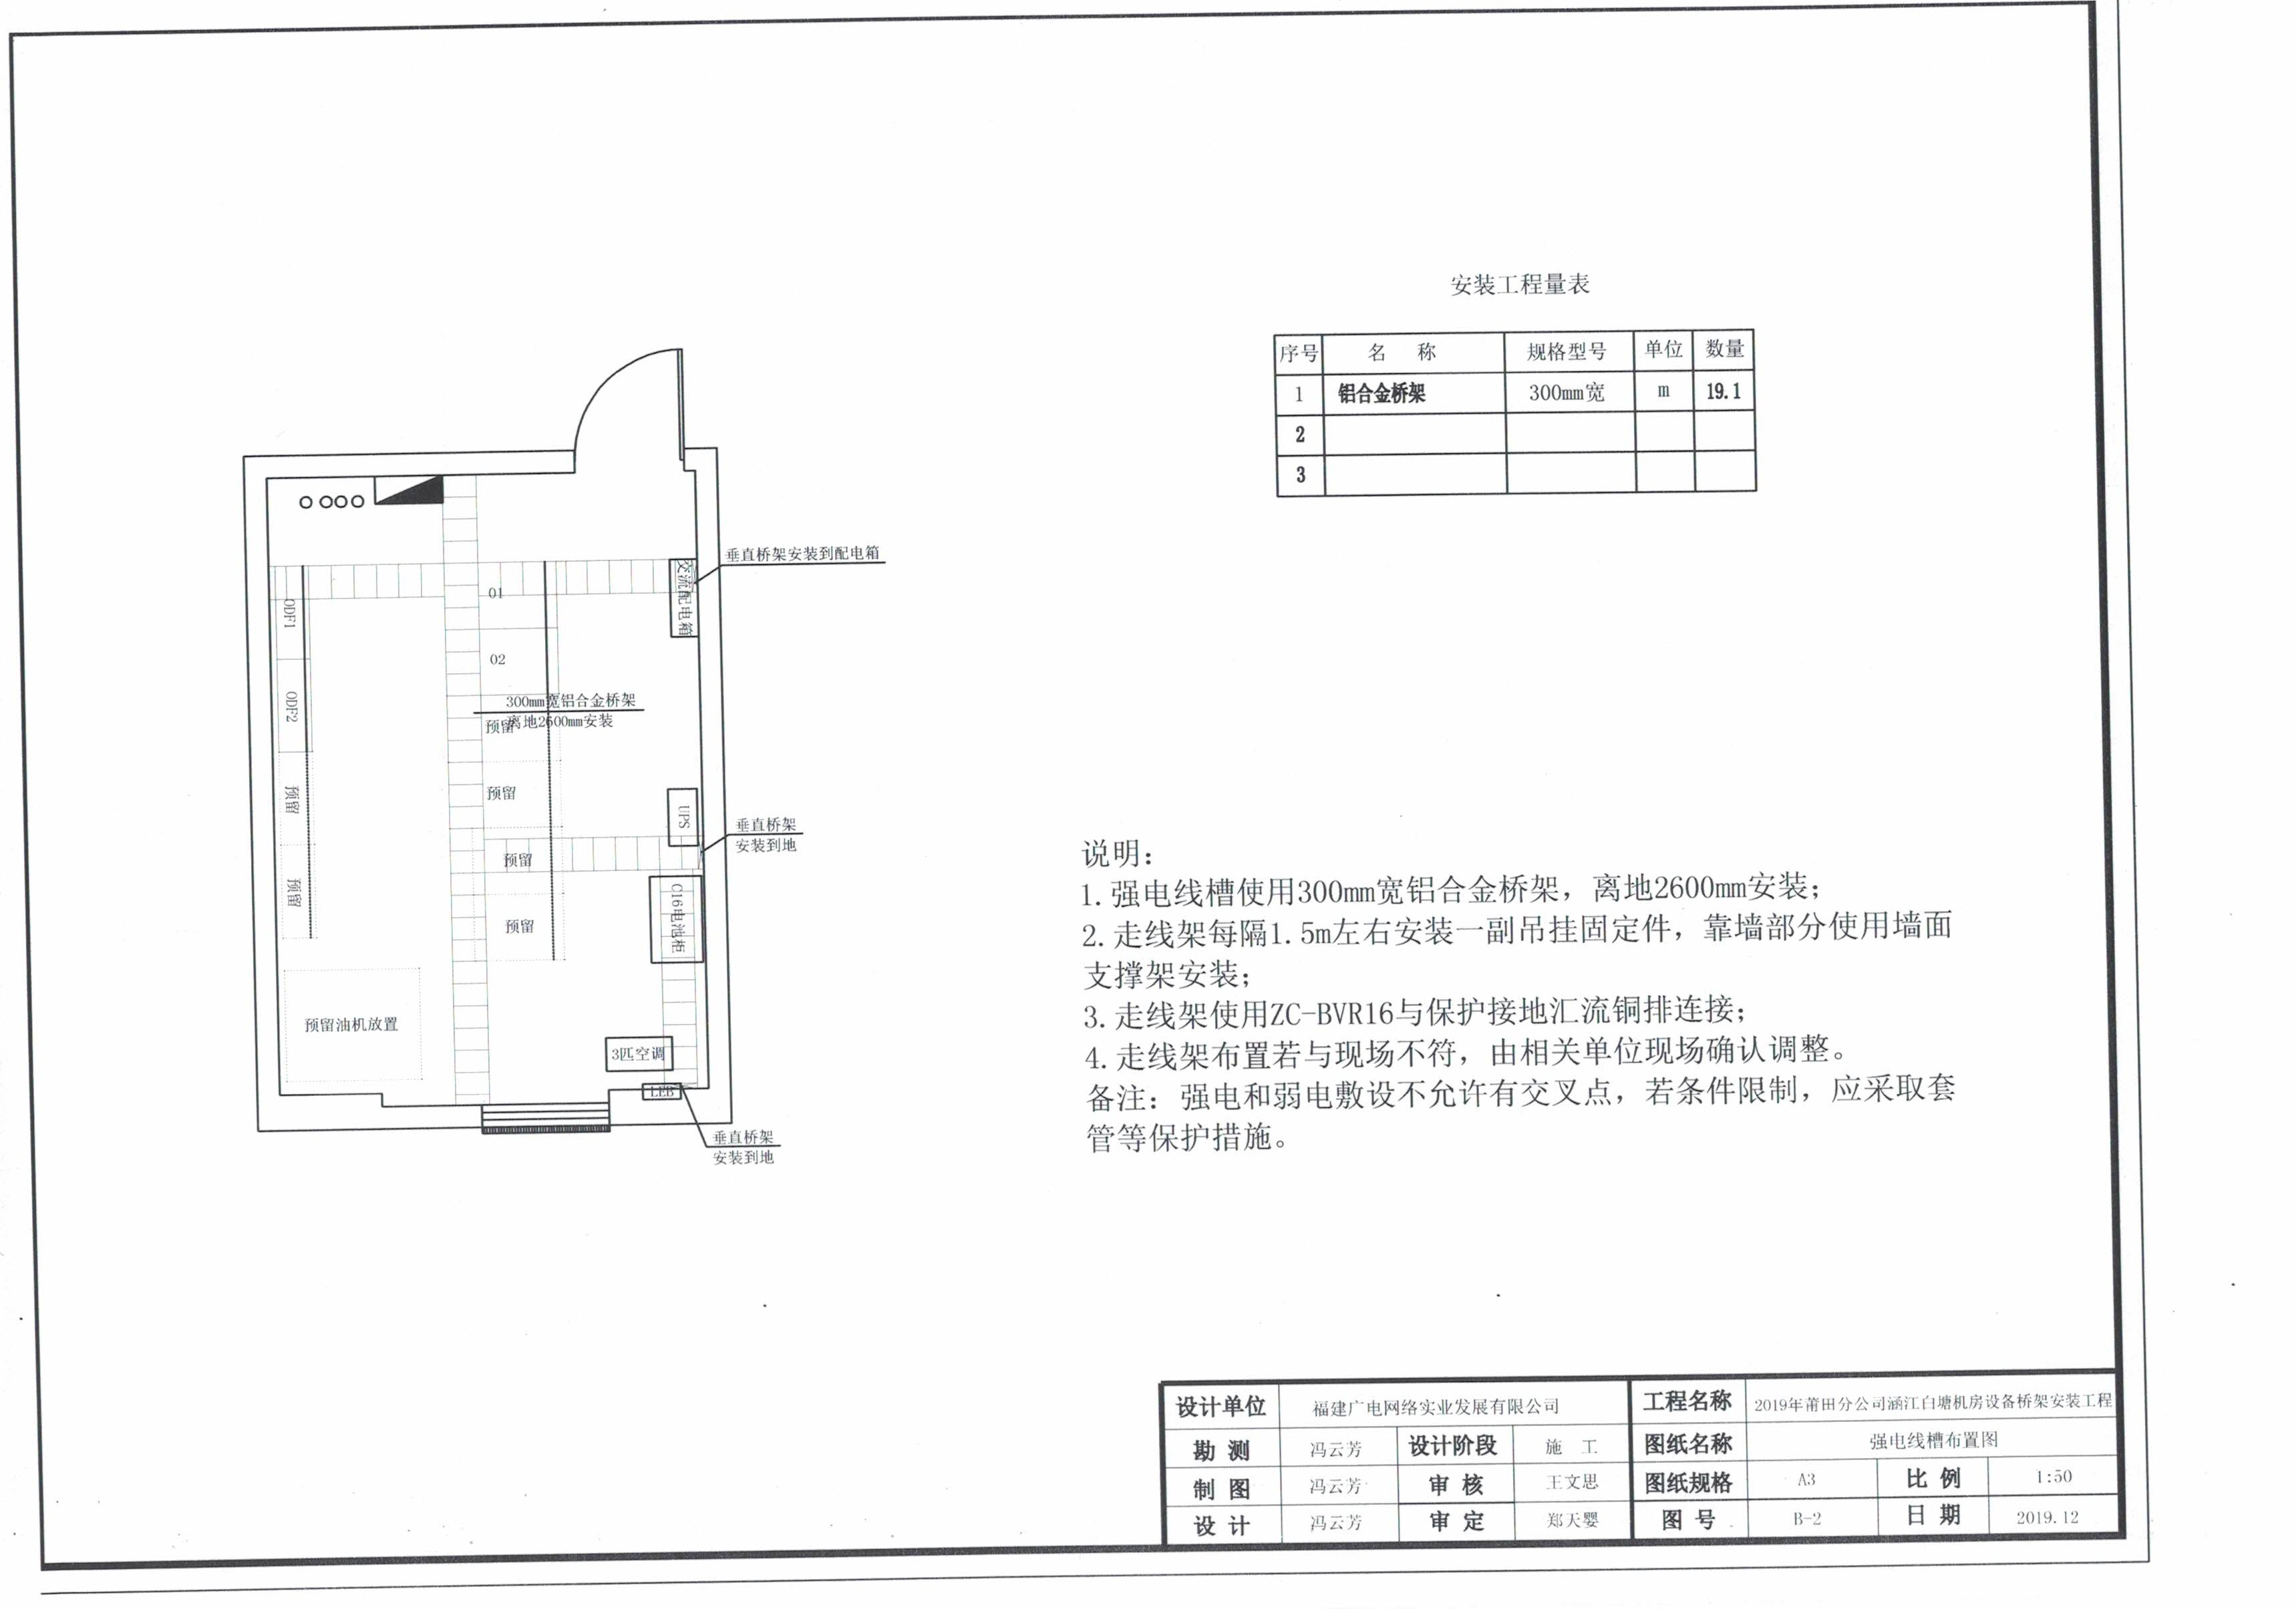 安装工程量表
序号 名 称 规格型号 单位 数量
1 铝合金桥架 300mm宽 m 19.1
2
3
垂直桥架安装到配电箱
交流配电箱
01
ODF1
02
ODF2
300mm宽铝合金桥架
离地2600mm安装
预留
预留
预留
UPS
垂直桥架
安装到地
预留
预留
C16电池柜
预留
预留油机放置
3匹空调
LEB
垂直桥架
安装到地
说明：
1.强电线槽使用300mm宽铝合金桥架，离地2600mm安装；
2.走线架每隔1.5m左右安装一副吊挂固定件，靠墙部分使用墙面
支撑架安装；
3.走线架使用ZC-BVR16与保护接地汇流铜排连接；
4.走线架布置若与现场不符，由相关单位现场确认调整。
备注：强电和弱电敷设不允许有交叉点，若条件限制，应采取套
管等保护措施。
设计单位 福建广电网络实业发展有限公司 工程名称 2019年莆田分公司涵江白塘机房设备桥架安装工程
勘 测 冯云芳 设计阶段 施 工 图纸名称 强电线槽布置图
制 图 冯云芳 审 核 王文思 图纸规格 A3 比 例 1:50
设 计 冯云芳 审 定 郑天婴 图 号 B-2 日 期 2019.12